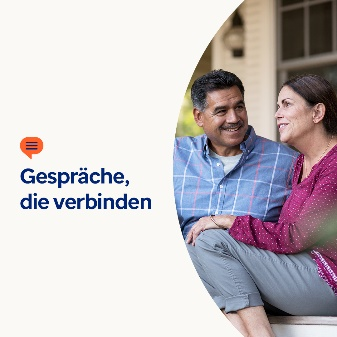 Gespräche,
die verbinden